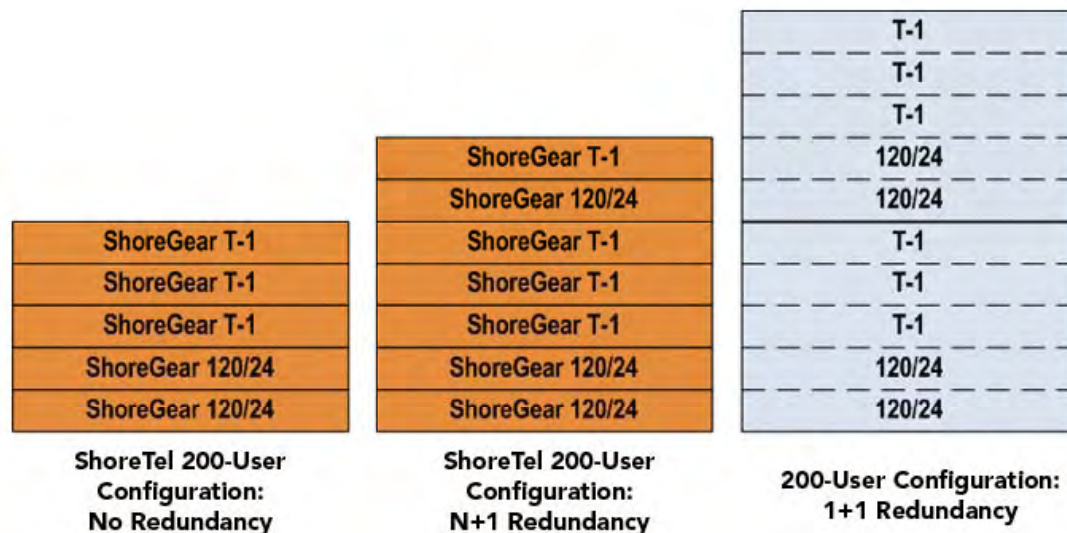 ShoreGear T-1
ShoreGear T-1
ShoreGear T-1
ShoreGear 120/24
ShoreGear 120/24
ShoreTel 200-User
Configuration:
No Redundancy
ShoreGear T-1
ShoreGear 120/24
ShoreGear T-1
ShoreGear T-1
ShoreGear T-1
ShoreGear 120/24
ShoreGear 120/24
ShoreTel 200-User
Configuration:
N+1 Redundancy
T-1
T-1
T-1
120/24
120/24
T-1
T-1
T-1
120/24
120/24
200-User Configuration:
1+1 Redundancy